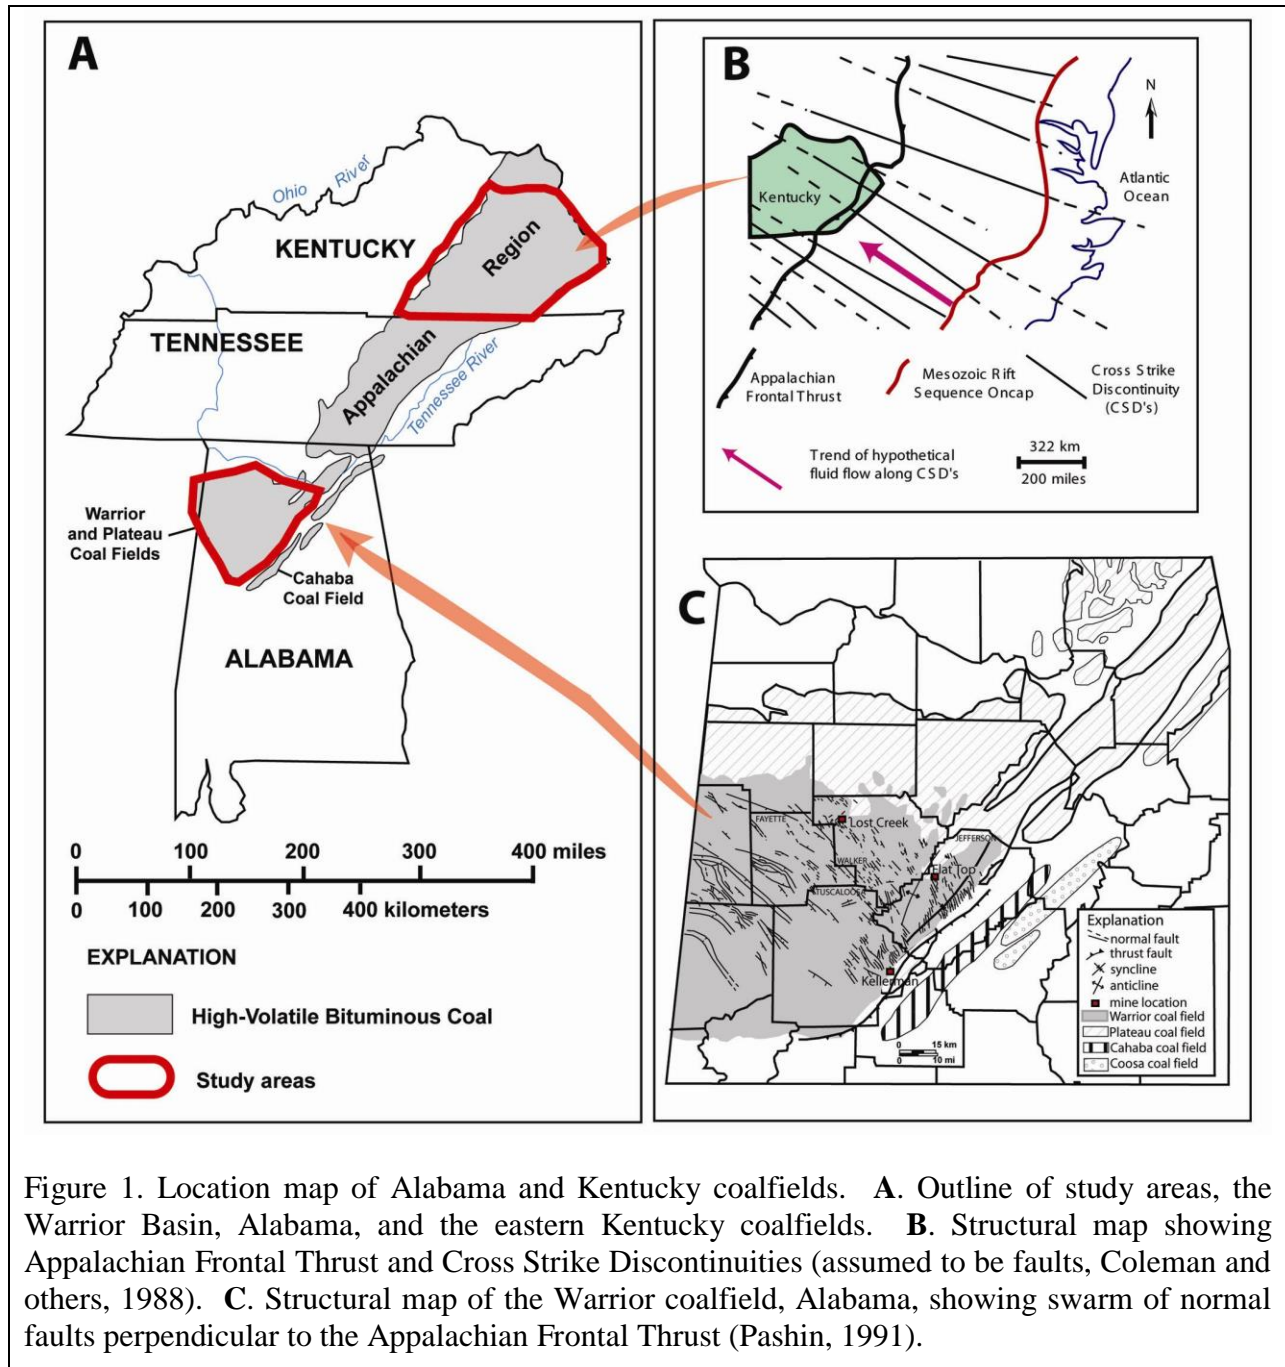 A
Ohio River
KENTUCKY
Region
TENNESSEE
Appalachian
Tennessee River
Warrior
and Plateau
Coal Fields
Cahaba
Coal Field
ALABAMA
0 100 200 300 400 miles
0 100 200 300 400 kilometers
EXPLANATION
High-Volatile Bituminous Coal
Study areas
B
N
Kentucky
Atlantic
Ocean
Appalachian
Frontal Thrust
Mesozoic Rift
Sequence Oncap
Cross Strike
Discontinuity
(CSD's)
Trend of hypothetical
fluid flow along CSD's
322 km
200 miles
C
FAYETTE
Lost Creek
JEFFERSON
WALKER
Flat Top
TUSCALOOSA
Kellerman
0 15 km
0 10 mi
Explanation
normal fault
thrust fault
syncline
anticline
mine location
Warrior coal field
Plateau coal field
Cahaba coal field
Coosa coal field
Figure 1. Location map of Alabama and Kentucky coalfields. A. Outline of study areas, the
Warrior Basin, Alabama, and the eastern Kentucky coalfields. B. Structural map showing
Appalachian Frontal Thrust and Cross Strike Discontinuities (assumed to be faults, Coleman and
others, 1988). C. Structural map of the Warrior coalfield, Alabama, showing swarm of normal
faults perpendicular to the Appalachian Frontal Thrust (Pashin, 1991).